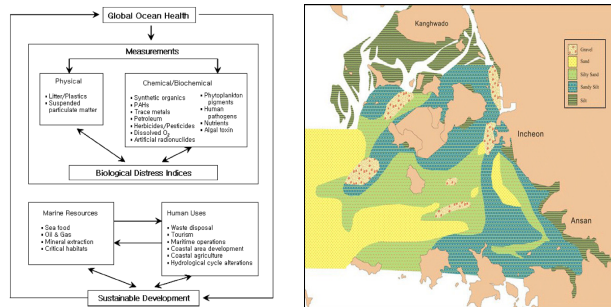 Global Ocean Health
Measurements
Physical
• Litter/Plastics
• Suspended
particulate matter
Chemical/Biochemical
• Synthetic organics
• PAHs
• Trace metals
• Petroleum
• Herbicides/Pesticides
• Dissolved O2
• Artificial radionuclides
• Phytoplankton
pigments
• Human
pathogens
• Nutrients
• Algal toxin
Biological Distress Indices
Marine Resources
• Sea food
• Oil & Gas
• Mineral extraction
• Critical habitats
Human Uses
• Waste disposal
• Tourism
• Maritime operations
• Coastal area development
• Coastal agriculture
• Hydrological cycle alterations
Sustainable Development
Kanghwado
Incheon
Ansan
Sand
Silty Sand
Sandy Silt
Silt